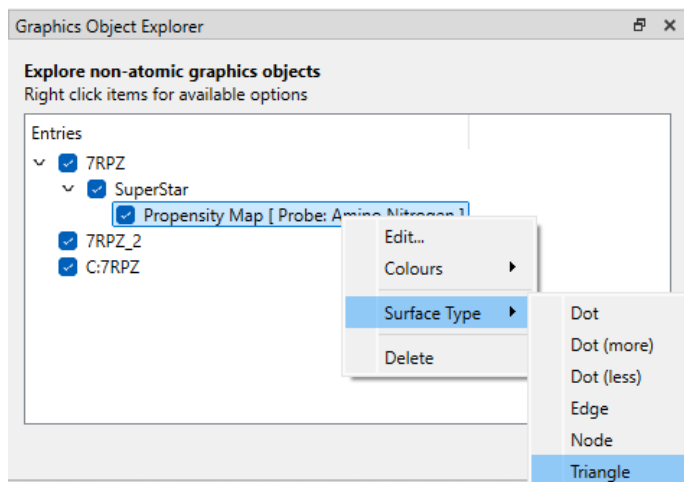 Graphics Object Explorer
Explore non-atomic graphics objects
Right click items for available options
Entries
7RPZ
SuperStar
Propensity Map [ Probe: Amino Nitrogen ]
7RPZ_2
C:7RPZ
Edit...
Colours
Surface Type
Delete
Dot
Dot (more)
Dot (less)
Edge
Node
Triangle